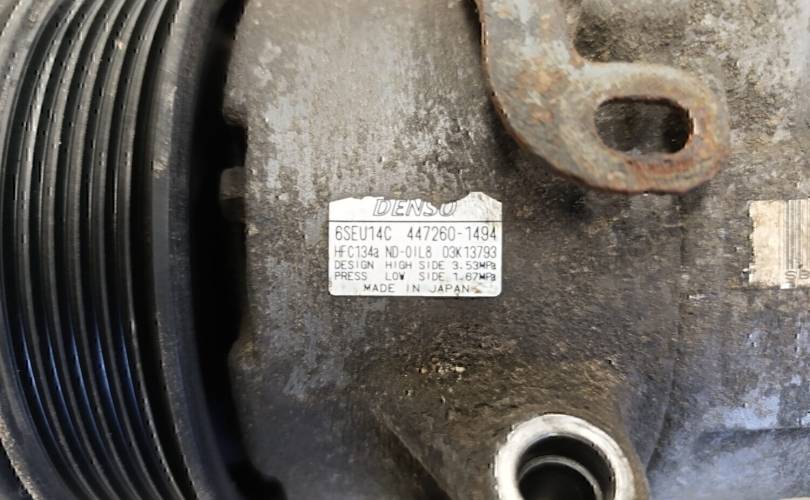 DENSO
6SEU14C 447260-1494
HFC134a ND-OIL8 03K13793
DESIGN HIGH SIDE 3.53MPa
PRESS LOW SIDE 1.67MPa
MADE IN JAPAN